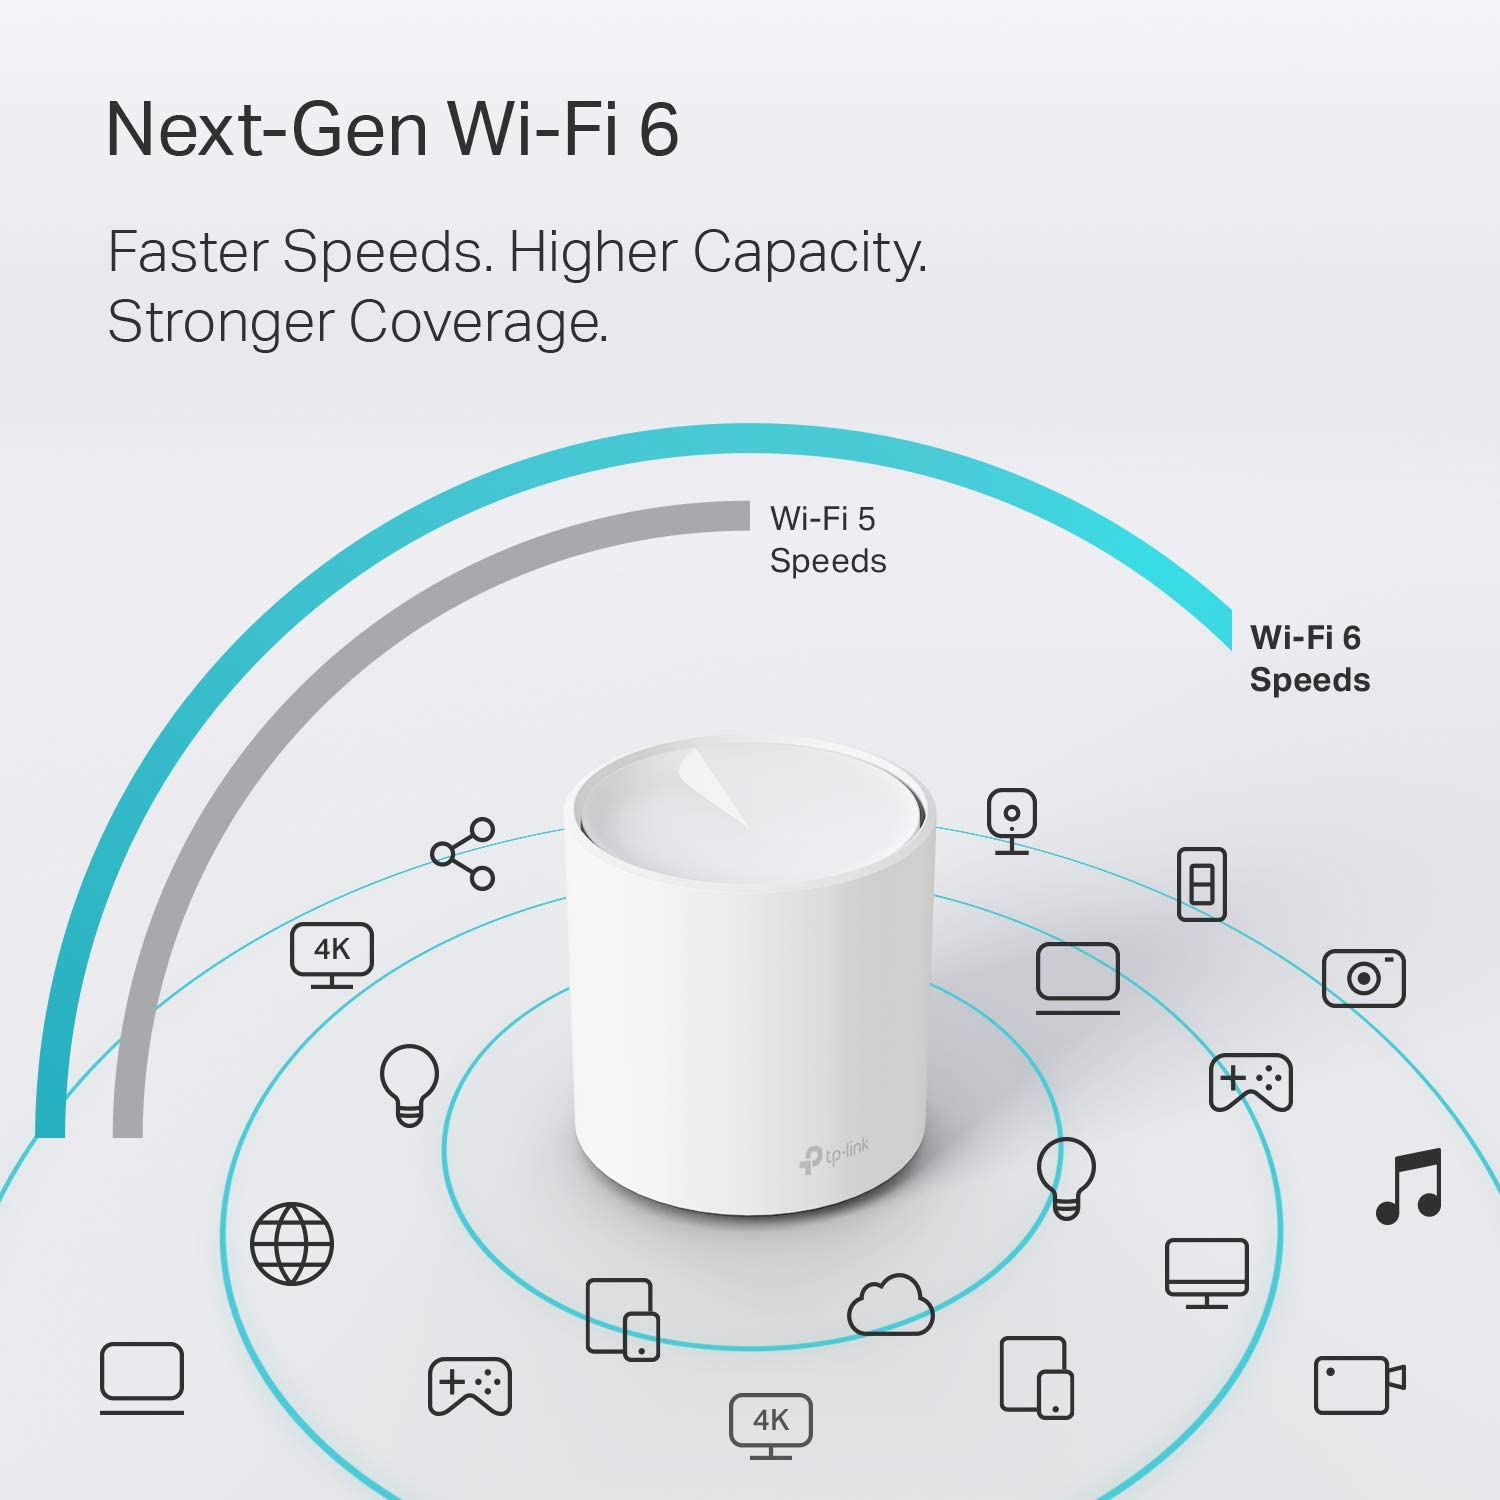 Next-Gen Wi-Fi 6
Faster Speeds. Higher Capacity.
Stronger Coverage.
Wi-Fi 5
Speeds
Wi-Fi 6
Speeds
4K
tp-link
4K